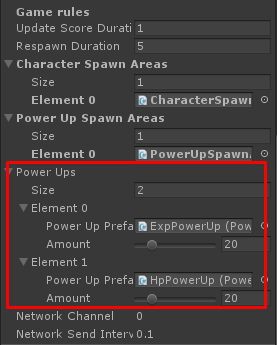 Game rules
Update Score Durati 1
Respawn Duration 5
Character Spawn Areas
Size 1
Element 0 CharacterSpawn
Power Up Spawn Areas
Size 1
Element 0 PowerUpSpawn
Power Ups
Size 2
Element 0
Power Up Prefa ExpPowerUp (Pow
Amount 20
Element 1
Power Up Prefa HpPowerUp (Powe
Amount 20
Network Channel 0
Network Send Interv 0.1